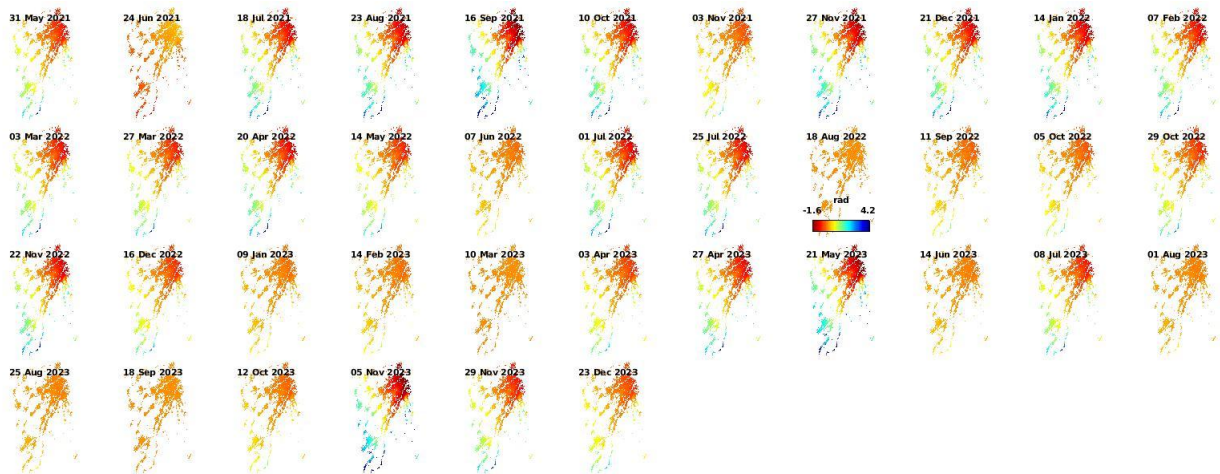 31 May 2021 24 Jun 2021 18 Jul 2021 23 Aug 2021 16 Sep 2021 10 Oct 2021 03 Nov 2021 27 Nov 2021 21 Dec 2021 14 Jan 2022 07 Feb 2022
03 Mar 2022 27 Mar 2022 20 Apr 2022 14 May 2022 07 Jun 2022 01 Jul 2022 25 Jul 2022 18 Aug 2022 11 Sep 2022 05 Oct 2022 29 Oct 2022
rad
-1.6 4.2
22 Nov 2022 16 Dec 2022 09 Jan 2023 14 Feb 2023 10 Mar 2023 03 Apr 2023 27 Apr 2023 21 May 2023 14 Jun 2023 08 Jul 2023 01 Aug 2023
25 Aug 2023 18 Sep 2023 12 Oct 2023 05 Nov 2023 29 Nov 2023 23 Dec 2023